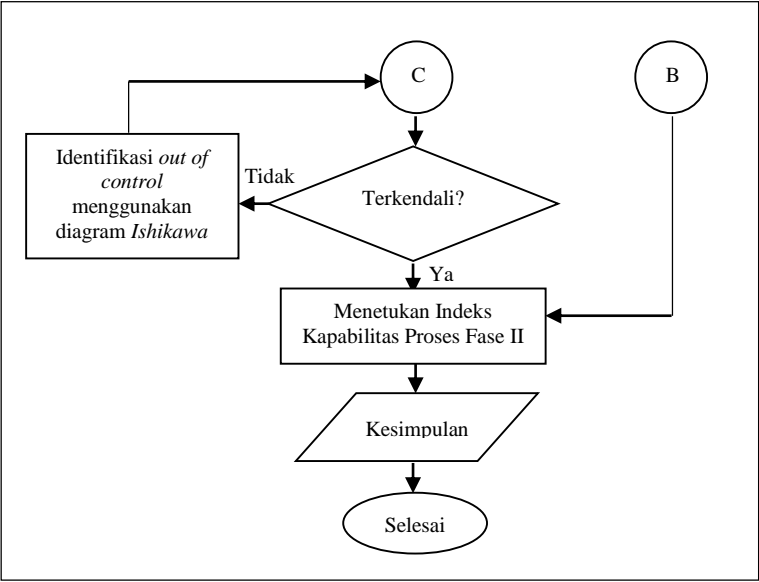 C
B
Identifikasi out of
control
menggunakan
diagram Ishikawa
Tidak
Terkendali?
Ya
Menetukan Indeks
Kapabilitas Proses Fase II
Kesimpulan
Selesai